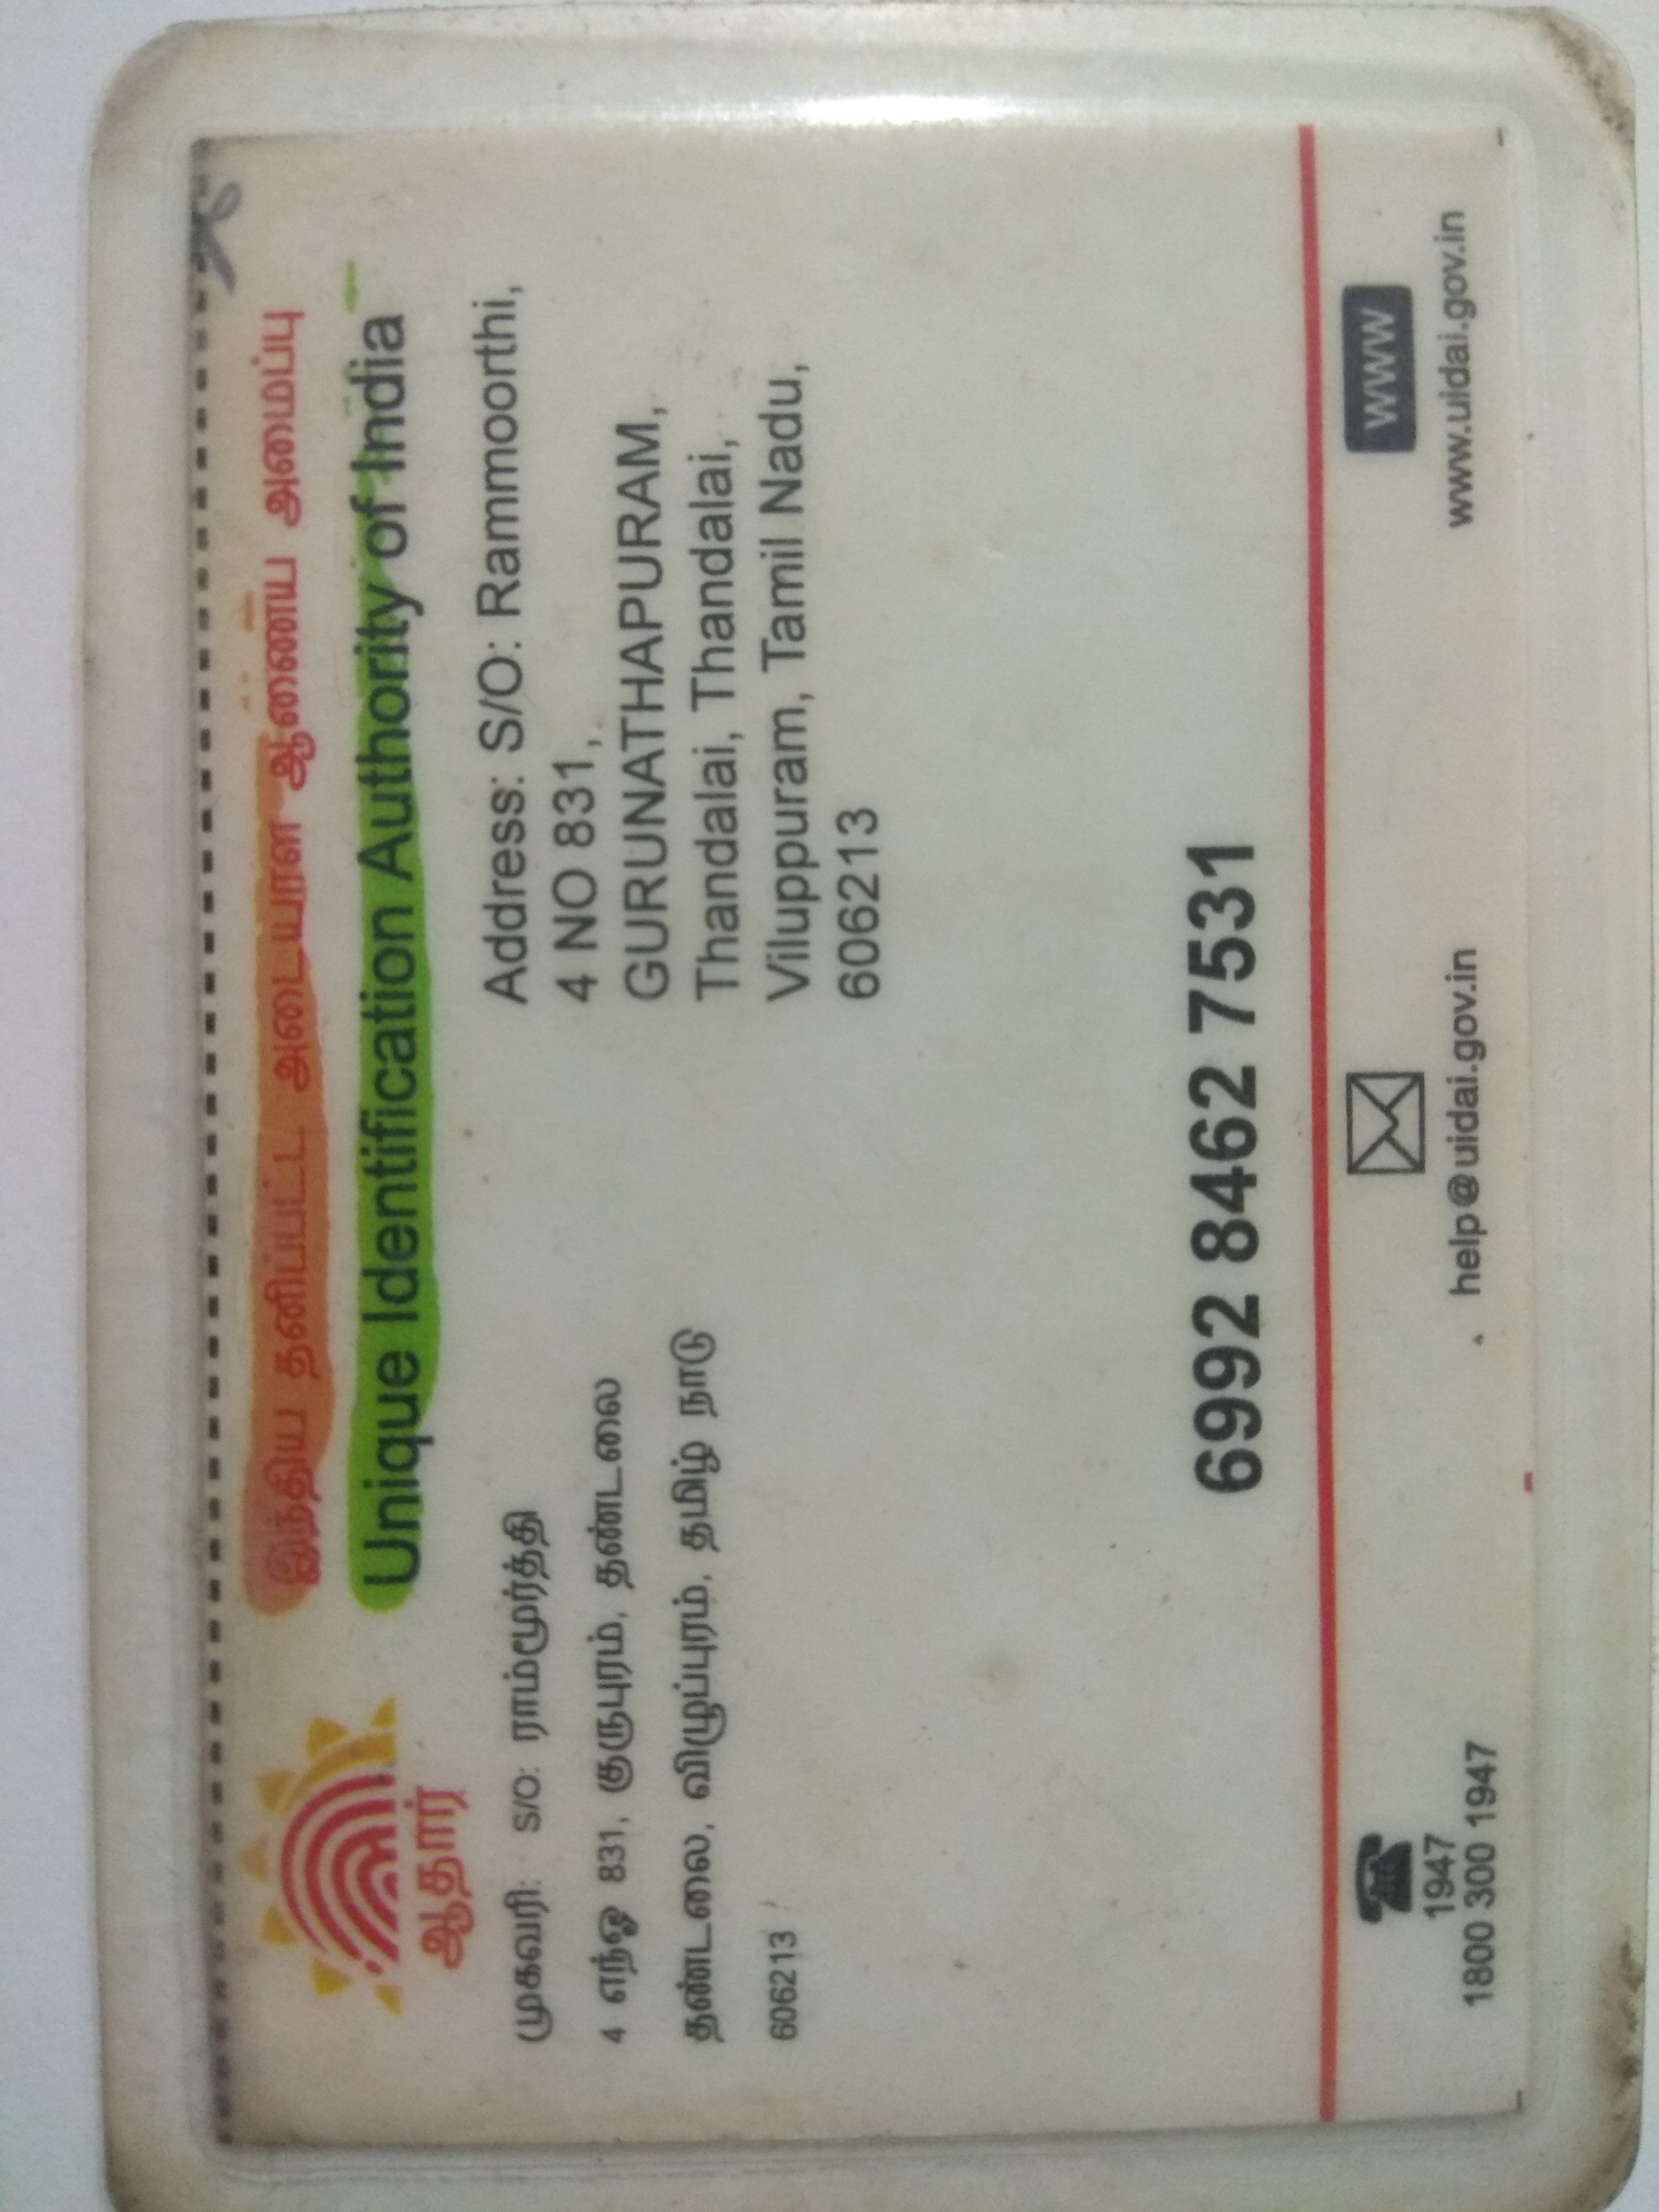 இந்திய தனிப்பட்ட அடையாள ஆணைய அமைப்பு
Unique Identification Authority of India
ஆதார்
முகவரி: S/O: ராம்மூர்த்தி
4 எந்ஓ 831, குருபுரம், தண்டலை
தண்டலை, விழுப்புரம், தமிழ் நாடு
606213
Address: S/O: Rammoorthi,
4 NO 831,
GURUNATHAPURAM,
Thandalai, Thandalai,
Viluppuram, Tamil Nadu,
606213
6992 8462 7531
1947
1800 300 1947
help@uidai.gov.in
WWW
www.uidai.gov.in